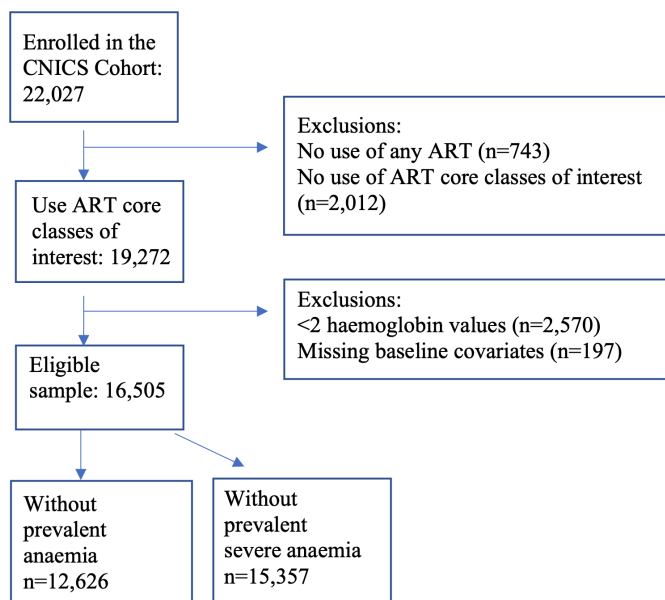 Enrolled in the
CNICS Cohort:
22,027
Exclusions:
No use of any ART (n=743)
No use of ART core classes of interest
(n=2,012)
Use ART core
classes of
interest: 19,272
Exclusions:
<2 haemoglobin values (n=2,570)
Missing baseline covariates (n=197)
Eligible
sample: 16,505
Without
prevalent
anaemia
n=12,626
Without
prevalent
severe anaemia
n=15,357